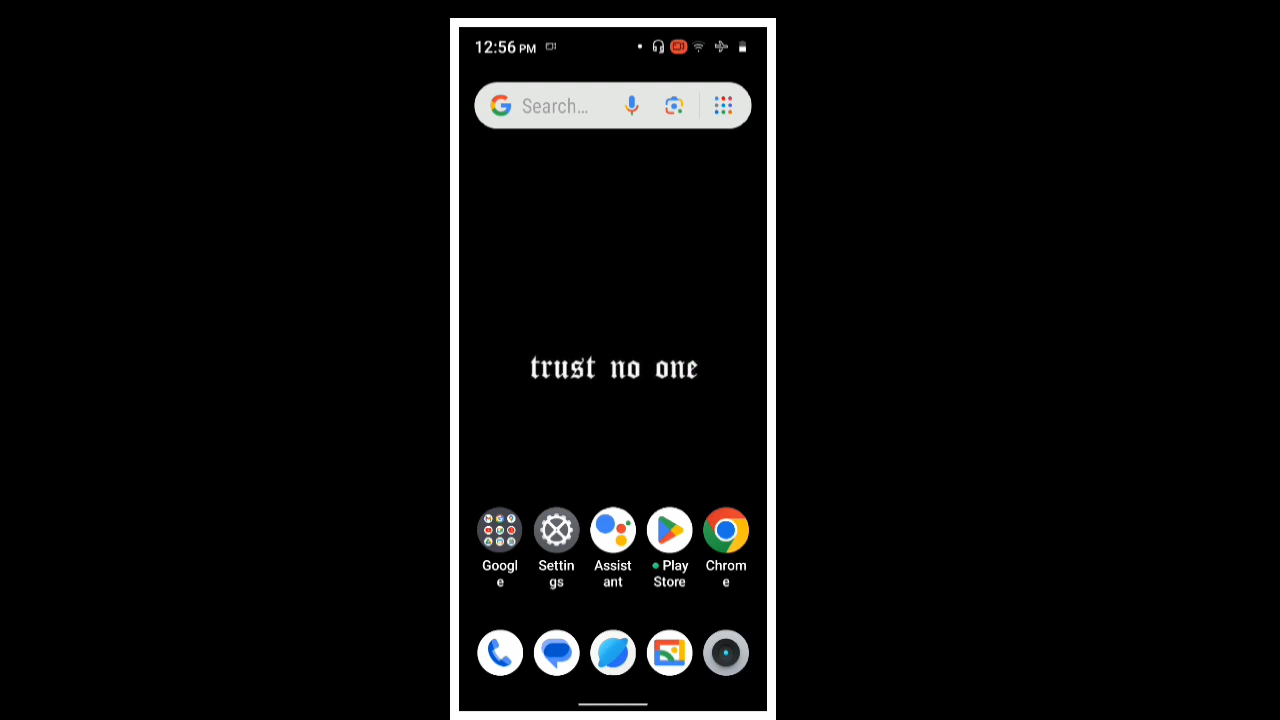 12:56 PM
Search...
trust no one
Googl
e
Settin
gs
Assist
ant
Play
Store
Chrom
e